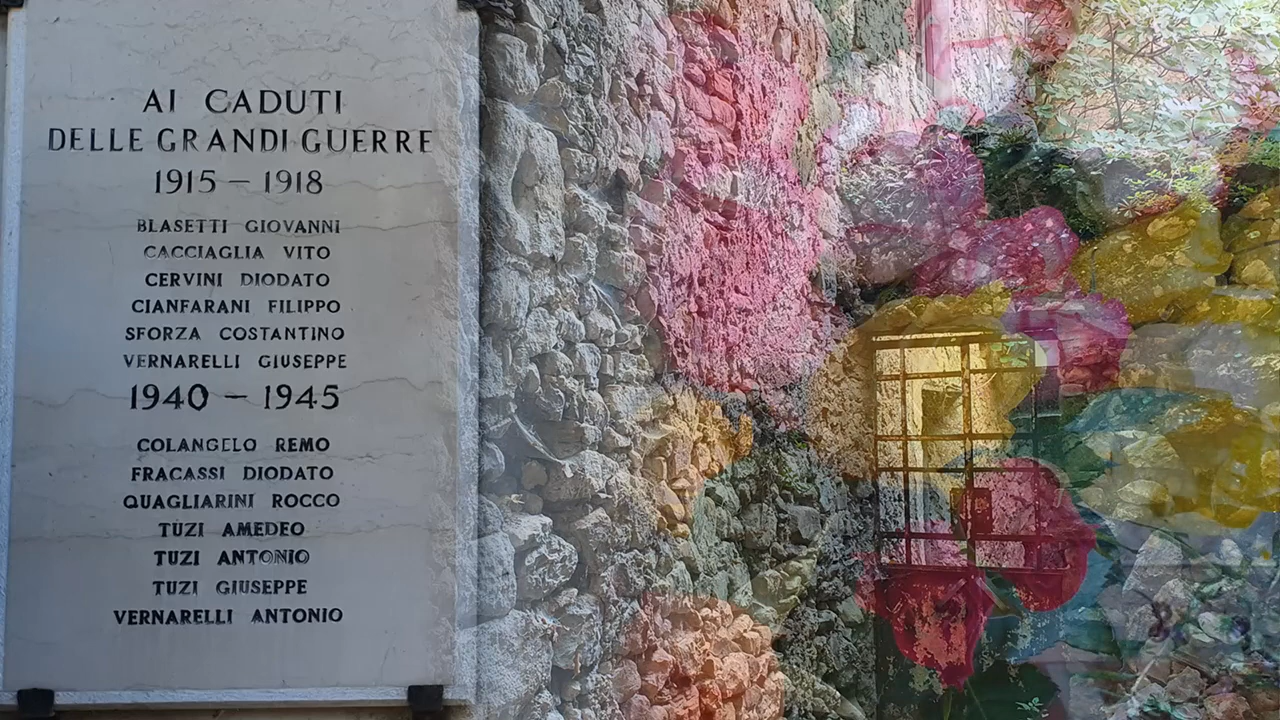 AI CADUTI
DELLE GRANDI GUERRE
1915 – 1918
BLASETTI GIOVANNI
CACCIAGLIA VITO
CERVINI DIODATO
CIANFARANI FILIPPO
SFORZA COSTANTINO
VERNARELLI GIUSEPPE
1940 – 1945
COLANGELO REMO
FRACASSI DIODATO
QUAGLIARINI ROCCO
TUZI AMEDEO
TUZI ANTONIO
TUZI GIUSEPPE
VERNARELLI ANTONIO